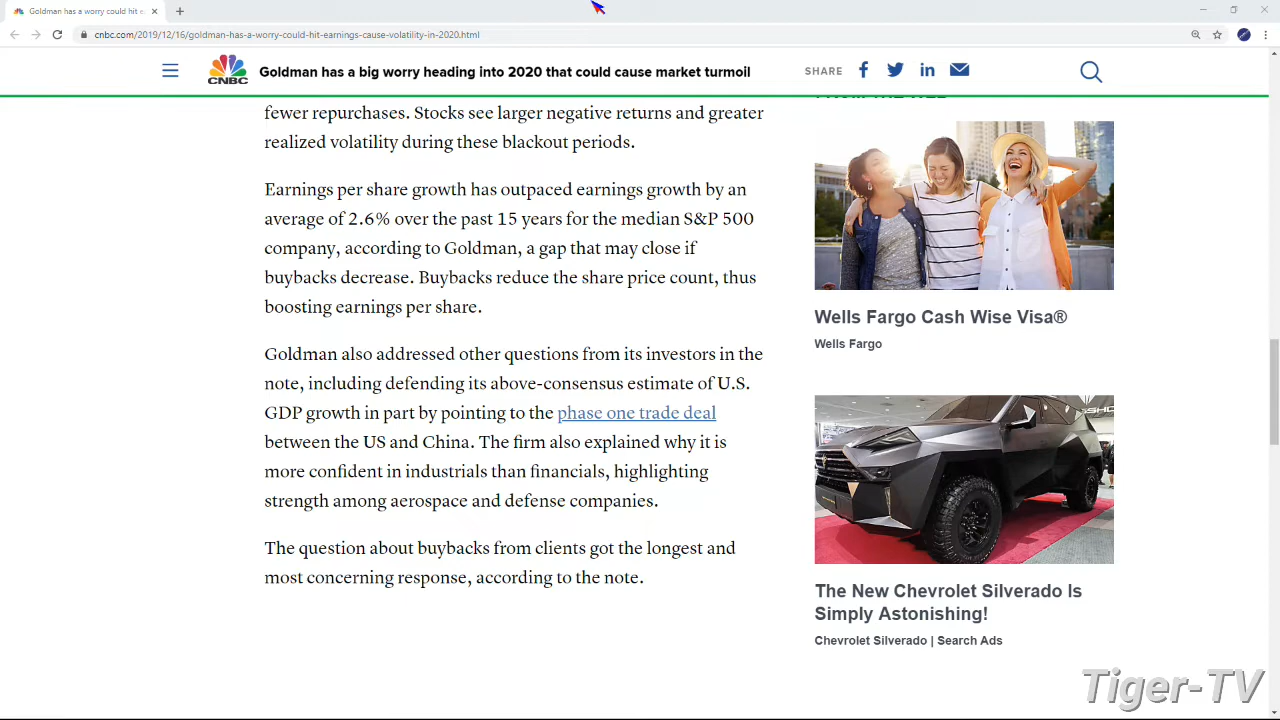 Goldman has a worry could hit e
cnbc.com/2019/12/16/goldman-has-a-worry-could-hit-earnings-cause-volatility-in-2020.html
CNBC
Goldman has a big worry heading into 2020 that could cause market turmoil
SHARE
fewer repurchases. Stocks see larger negative returns and greater
realized volatility during these blackout periods.
Earnings per share growth has outpaced earnings growth by an
average of 2.6% over the past 15 years for the median S&P 500
company, according to Goldman, a gap that may close if
buybacks decrease. Buybacks reduce the share price count, thus
boosting earnings per share.
Goldman also addressed other questions from its investors in the
note, including defending its above-consensus estimate of U.S.
GDP growth in part by pointing to the phase one trade deal
between the US and China. The firm also explained why it is
more confident in industrials than financials, highlighting
strength among aerospace and defense companies.
The question about buybacks from clients got the longest and
most concerning response, according to the note.
Wells Fargo Cash Wise Visa®
Wells Fargo
The New Chevrolet Silverado Is
Simply Astonishing!
Chevrolet Silverado | Search Ads
Tiger-TV